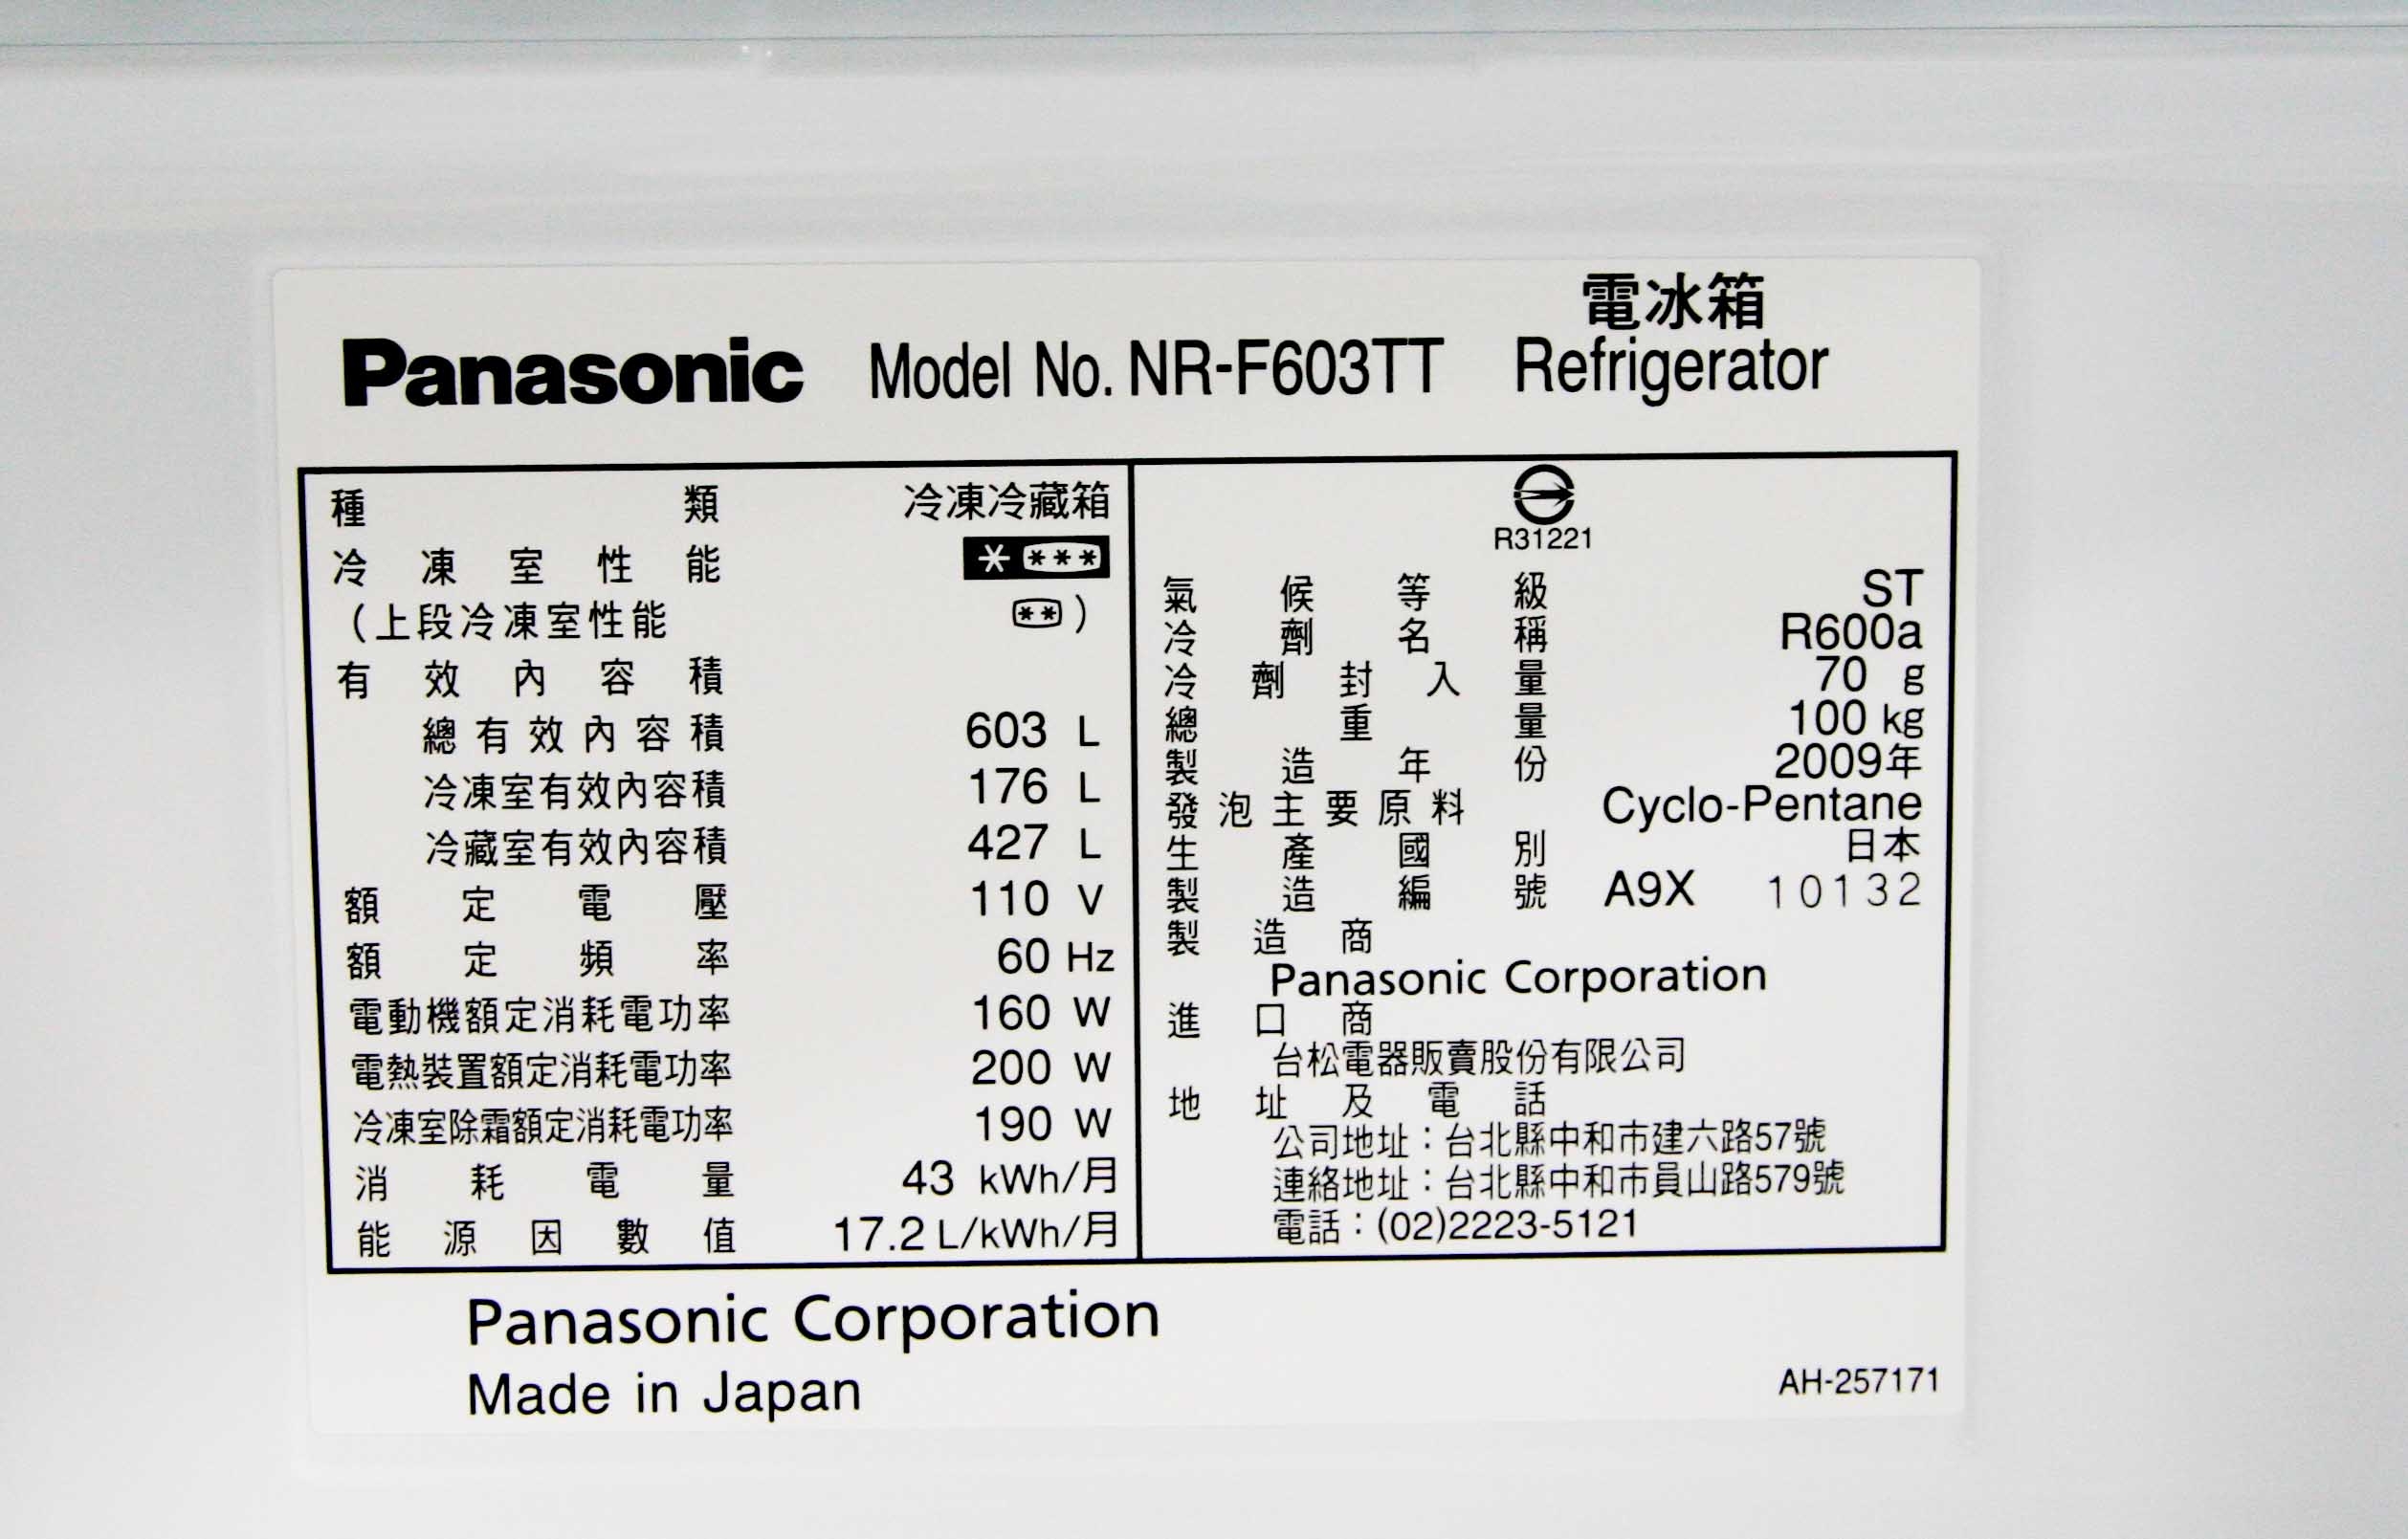 電冰箱
Panasonic Model No. NR-F603TT Refrigerator
種類 冷凍冷藏箱
冷凍室性能 * ***
（上段冷凍室性能 **）
有效內容積
總有效內容積 603 L
冷凍室有效內容積 176 L
冷藏室有效內容積 427 L
額定電壓 110 V
額定頻率 60 Hz
電動機額定消耗電功率 160 W
電熱裝置額定消耗電功率 200 W
冷凍室除霜額定消耗電功率 190 W
消耗電量 43 kWh/月
能源因數值 17.2 L/kWh/月
R31221
氣候等級 ST
冷劑名稱 R600a
冷劑封入量 70 g
總重量 100 kg
製造年份 2009年
發泡主要原料 Cyclo-Pentane
生產國別 日本
製造編號 A9X 10132
製造商
Panasonic Corporation
進口商
台松電器販賣股份有限公司
地址及電話
公司地址：台北縣中和市建六路57號
連絡地址：台北縣中和市員山路579號
電話：(02)2223-5121
Panasonic Corporation
Made in Japan
AH-257171